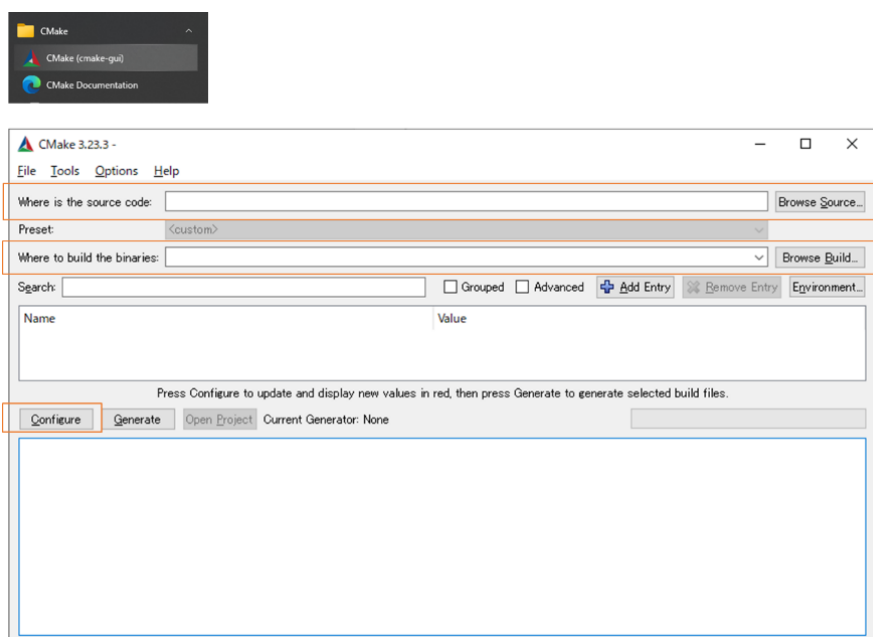 CMake
CMake (cmake-gui)
CMake Documentation
CMake 3.23.3 -
File Tools Options Help
Where is the source code: Browse Source...
Preset: <custom>
Where to build the binaries: Browse Build...
Search: Grouped Advanced Add Entry Remove Entry Environment...
Name Value
Press Configure to update and display new values in red, then press Generate to generate selected build files.
Configure Generate Open Project Current Generator: None